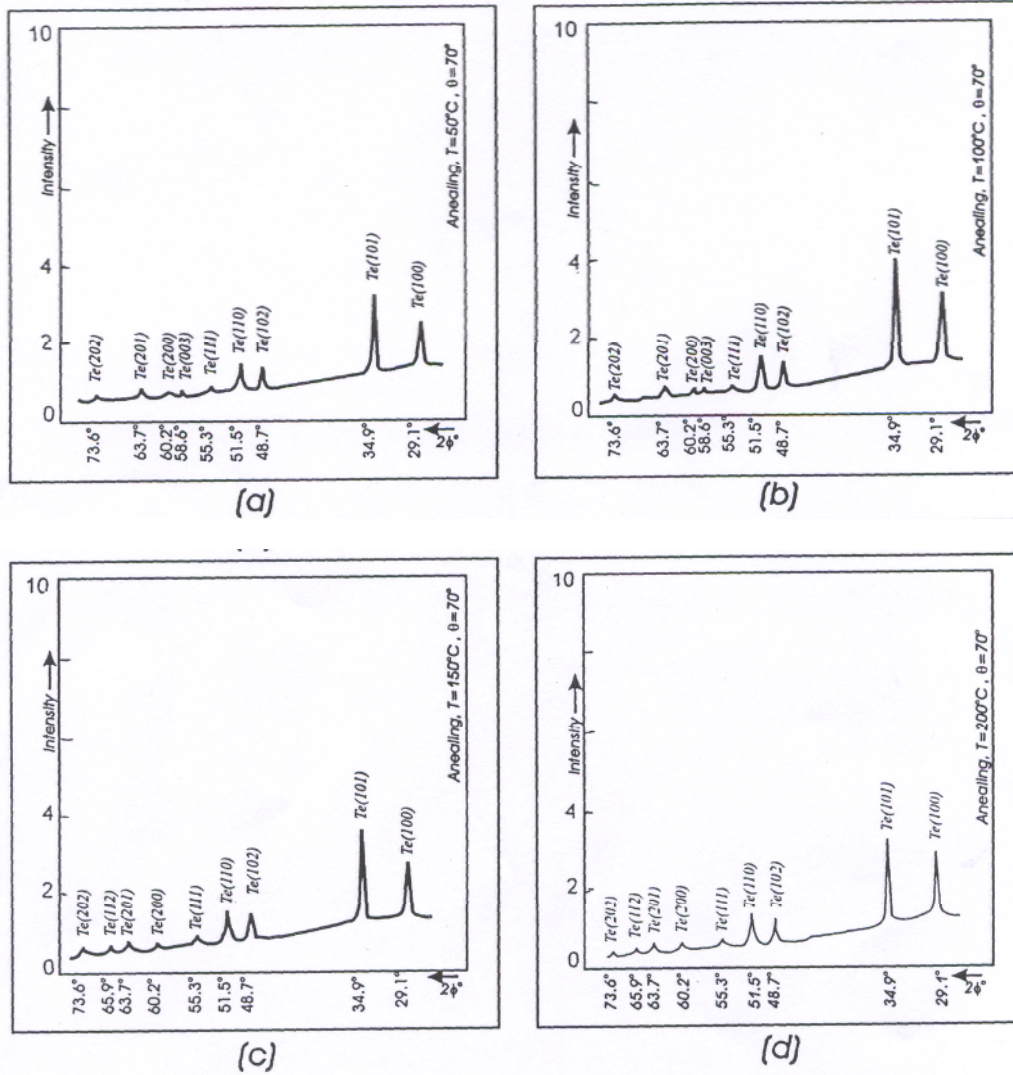 10
4
2
0
Intensity
Anealing, T=50°C, θ=70°
Te(202)
Te(201)
Te(200)
Te(003)
Te(111)
Te(110)
Te(102)
Te(101)
Te(100)
73.6°
63.7°
60.2°
58.6°
55.3°
51.5°
48.7°
34.9°
29.1°
2ϕ°
(a)
10
4
2
0
Intensity
Anealing, T=100°C, θ=70°
Te(202)
Te(201)
Te(200)
Te(003)
Te(111)
Te(110)
Te(102)
Te(101)
Te(100)
73.6°
63.7°
60.2°
58.6°
55.3°
51.5°
48.7°
34.9°
29.1°
2ϕ°
(b)
10
4
2
0
Intensity
Anealing, T=150°C, θ=70°
Te(202)
Te(112)
Te(201)
Te(200)
Te(111)
Te(110)
Te(102)
Te(101)
Te(100)
73.6°
65.9°
63.7°
60.2°
55.3°
51.5°
48.7°
34.9°
29.1°
2ϕ°
(c)
10
4
2
0
Intensity
Anealing, T=200°C, θ=70°
Te(202)
Te(112)
Te(201)
Te(200)
Te(111)
Te(110)
Te(102)
Te(101)
Te(100)
73.6°
65.9°
63.7°
60.2°
55.3°
51.5°
48.7°
34.9°
29.1°
2ϕ°
(d)